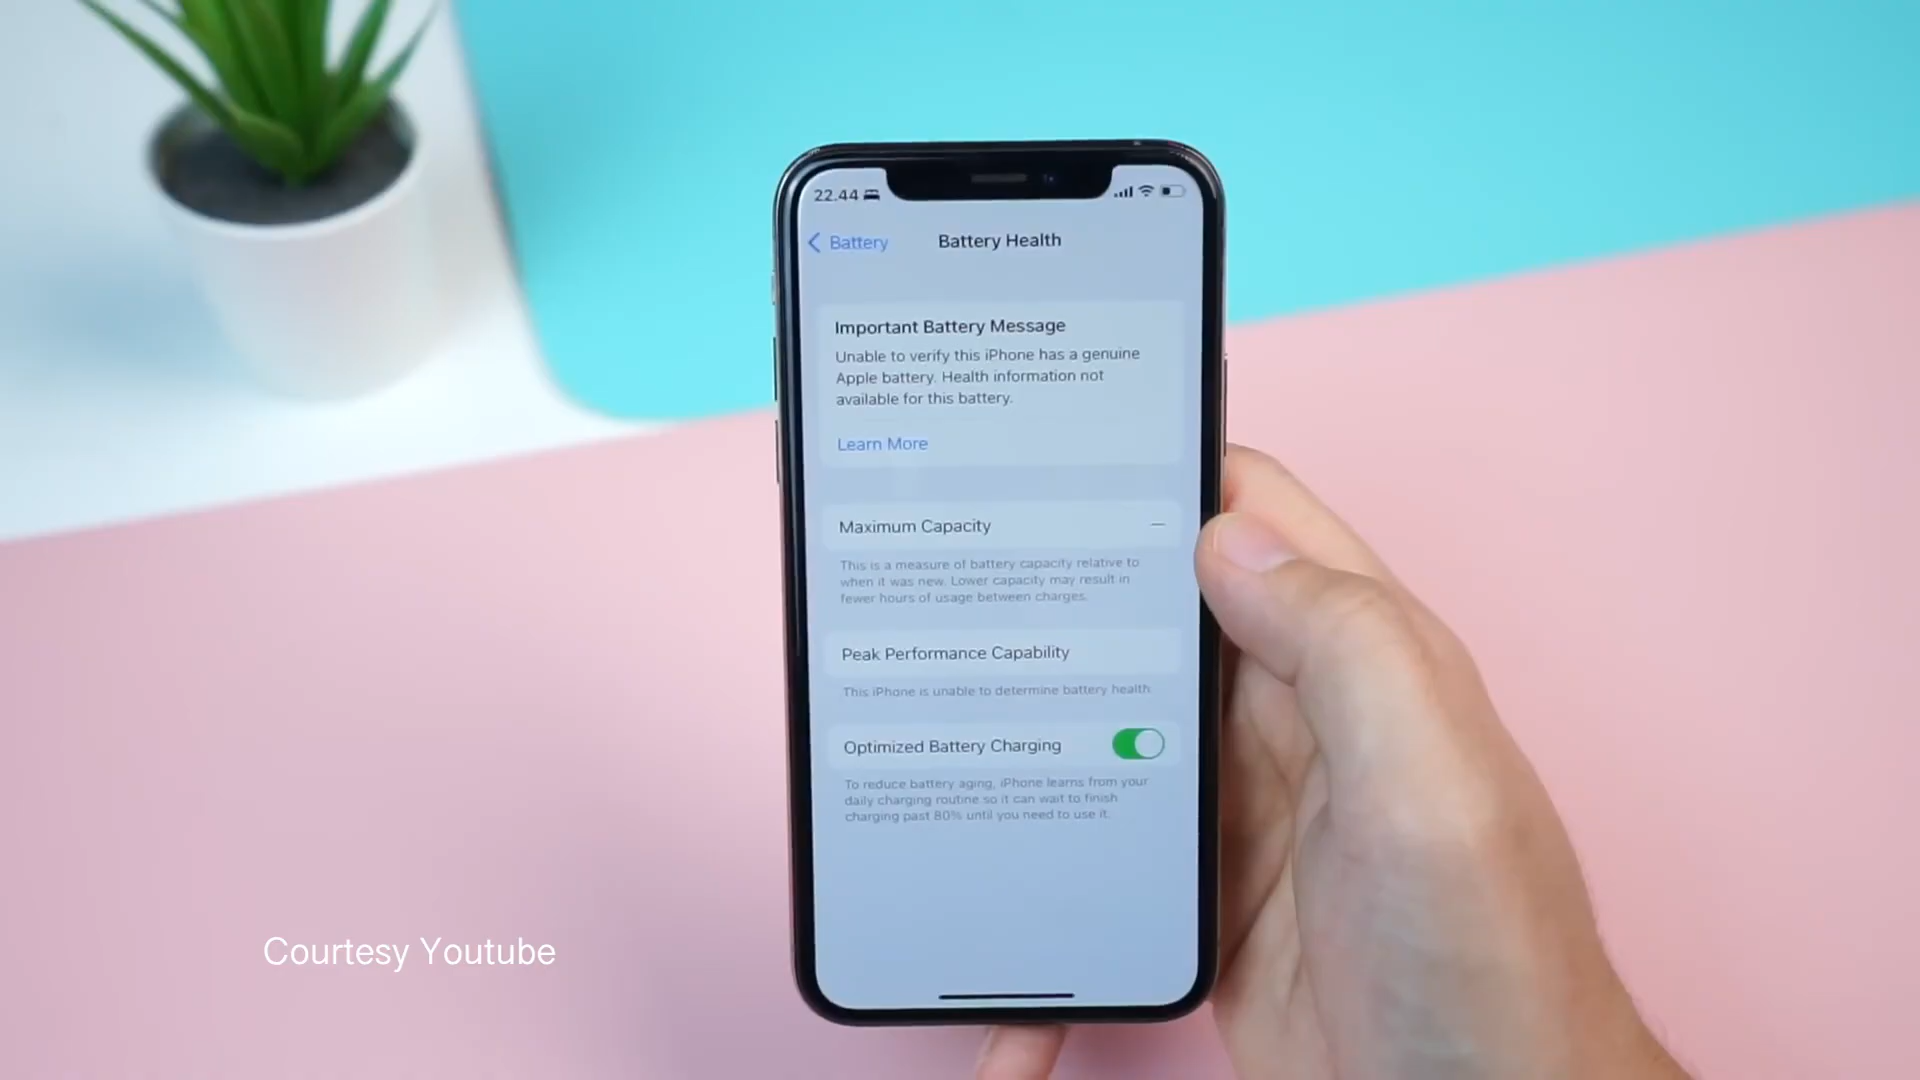 22.44
Battery
Battery Health
Important Battery Message
Unable to verify this iPhone has a genuine
Apple battery. Health information not
available for this battery.
Learn More
Maximum Capacity —
This is a measure of battery capacity relative to
when it was new. Lower capacity may result in
fewer hours of usage between charges.
Peak Performance Capability
This iPhone is unable to determine battery health.
Optimized Battery Charging
To reduce battery aging, iPhone learns from your
daily charging routine so it can wait to finish
charging past 80% until you need to use it.
Courtesy Youtube